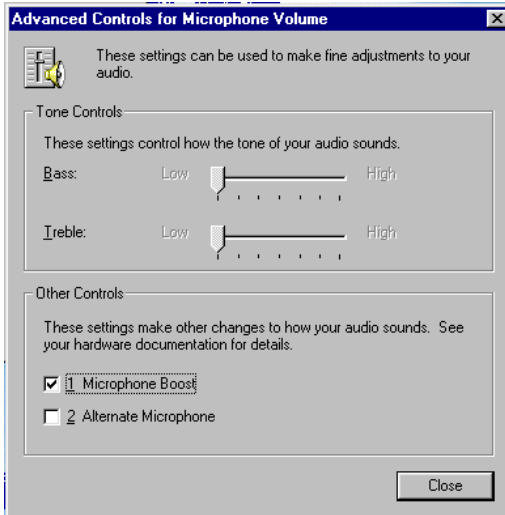 Advanced Controls for Microphone Volume
These settings can be used to make fine adjustments to your
audio.
Tone Controls
These settings control how the tone of your audio sounds.
Bass: Low High
Treble: Low High
Other Controls
These settings make other changes to how your audio sounds. See
your hardware documentation for details.
1 Microphone Boost
2 Alternate Microphone
Close